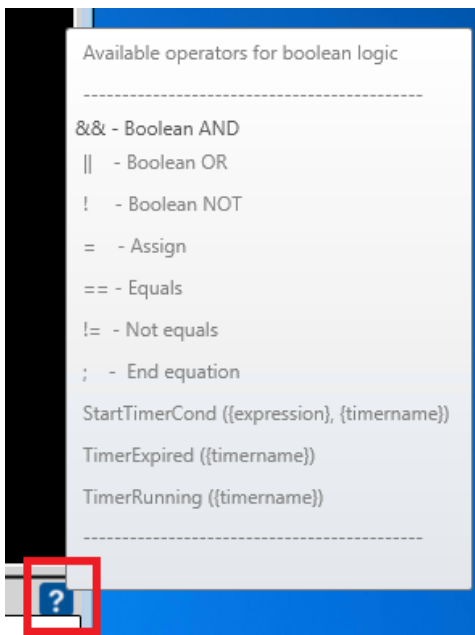 Available operators for boolean logic
--------------------------------------------
&& - Boolean AND
|| - Boolean OR
! - Boolean NOT
= - Assign
== - Equals
!= - Not equals
; - End equation
StartTimerCond ({expression}, {timername})
TimerExpired ({timername})
TimerRunning ({timername})
--------------------------------------------
?